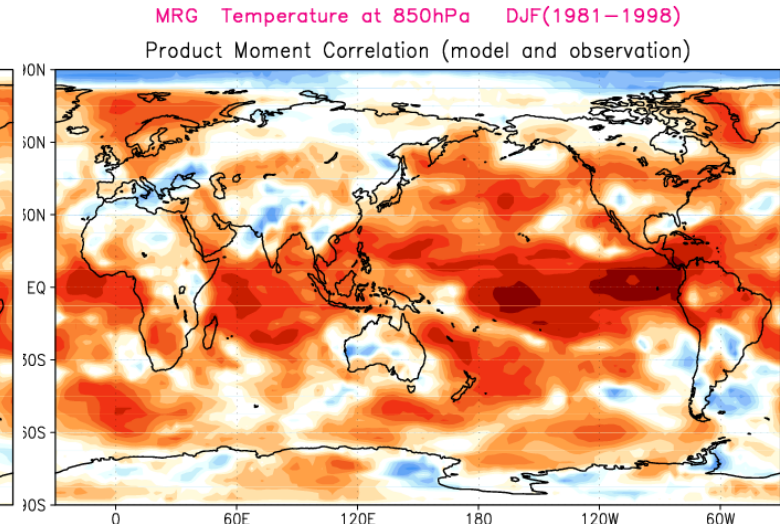 MRG Temperature at 850hPa DJF(1981-1998)
Product Moment Correlation (model and observation)
EQ
0 60E 120E 180 120W 60W